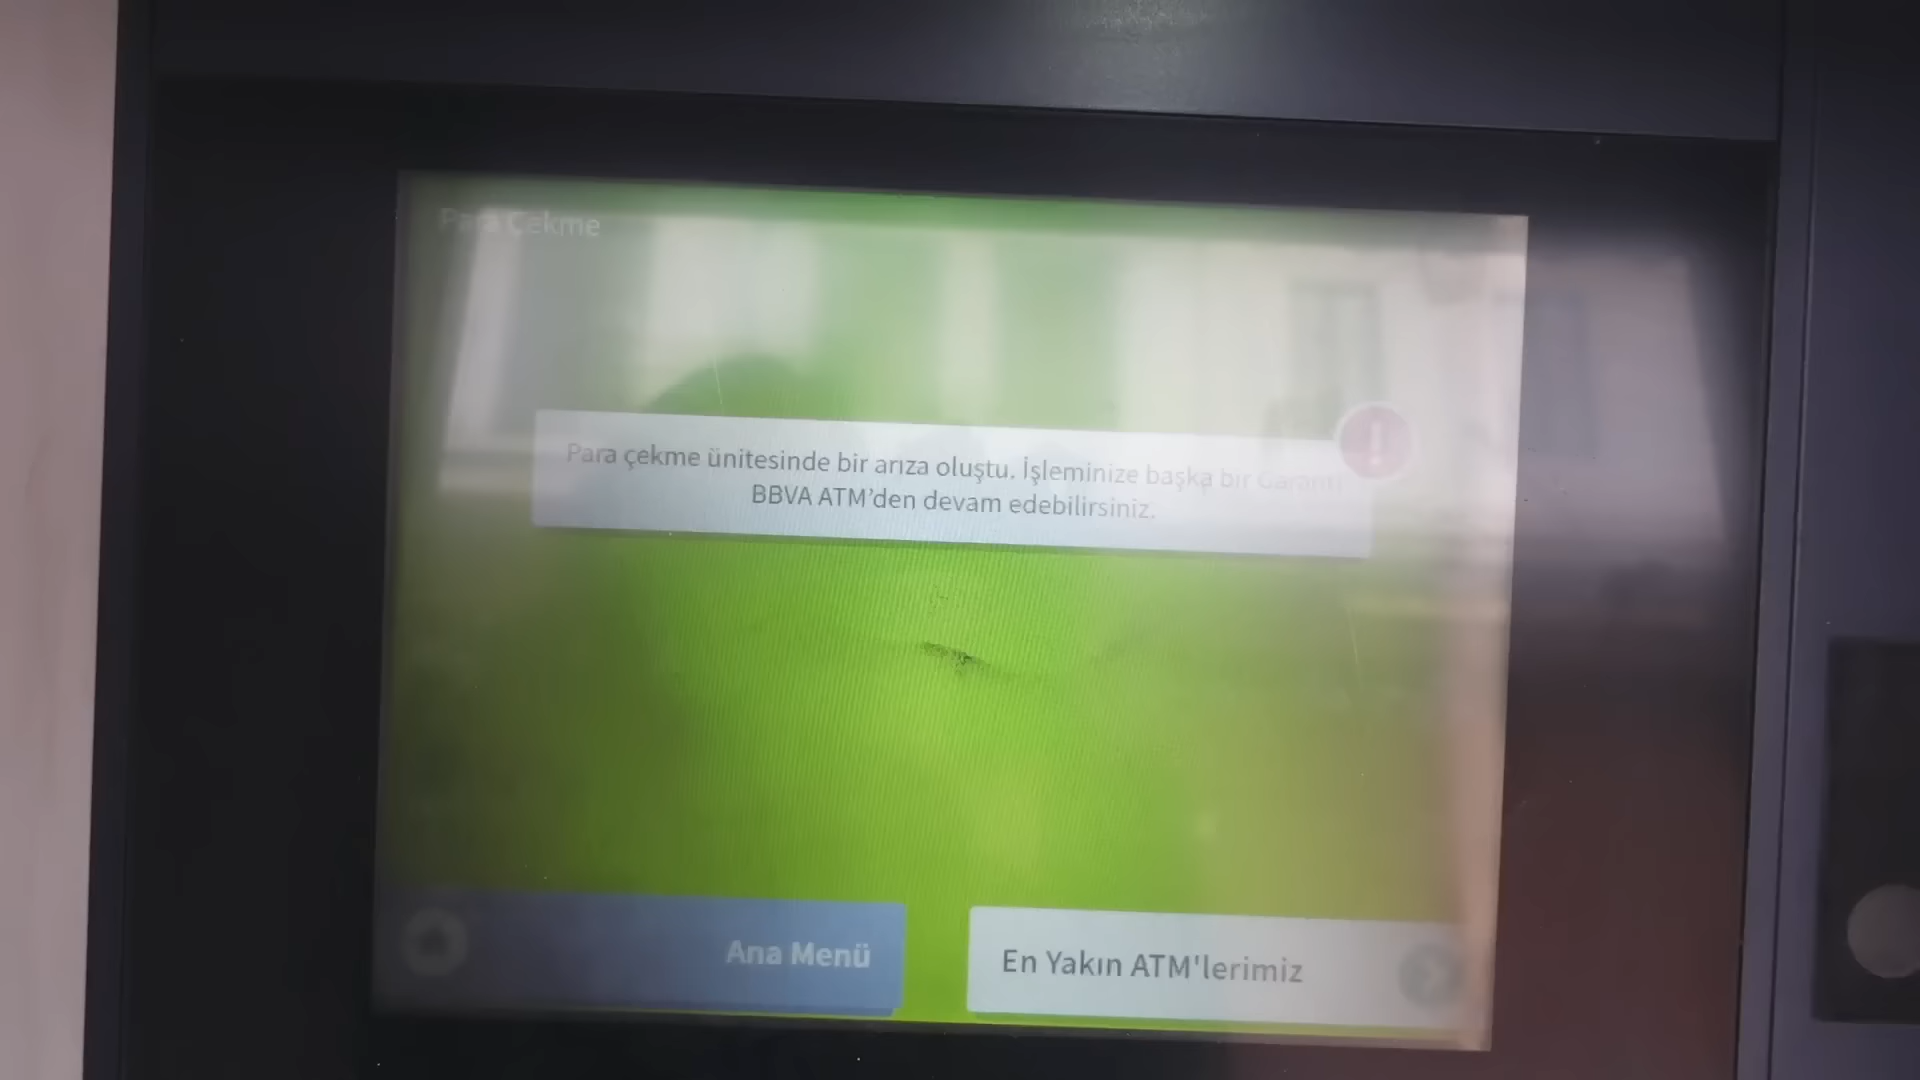 Para Çekme
Para çekme ünitesinde bir arıza oluştu. İşleminize başka bir Garanti
BBVA ATM'den devam edebilirsiniz.
Ana Menü
En Yakın ATM'lerimiz